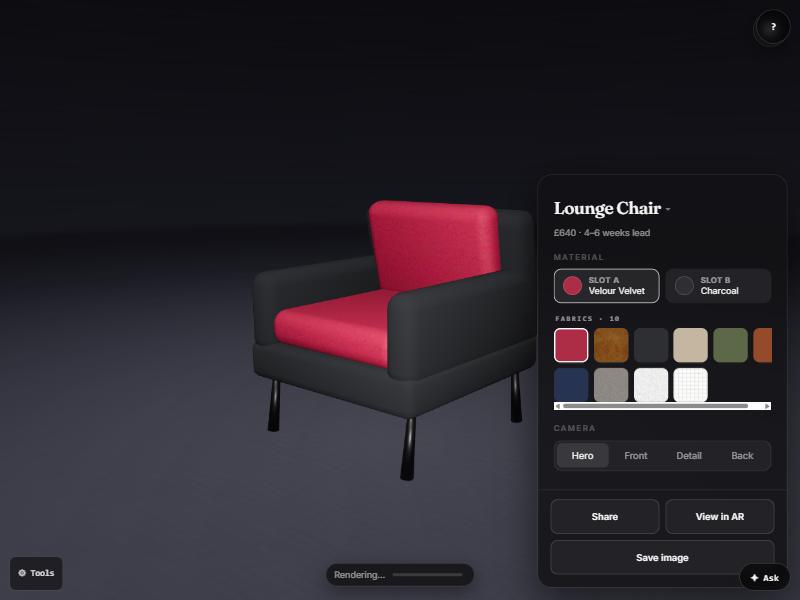 ?
Lounge Chair
£640 · 4–6 weeks lead
MATERIAL
SLOT A
Velour Velvet
SLOT B
Charcoal
FABRICS · 10
CAMERA
Hero
Front
Detail
Back
Share
View in AR
Save image
Tools
Rendering...
Ask